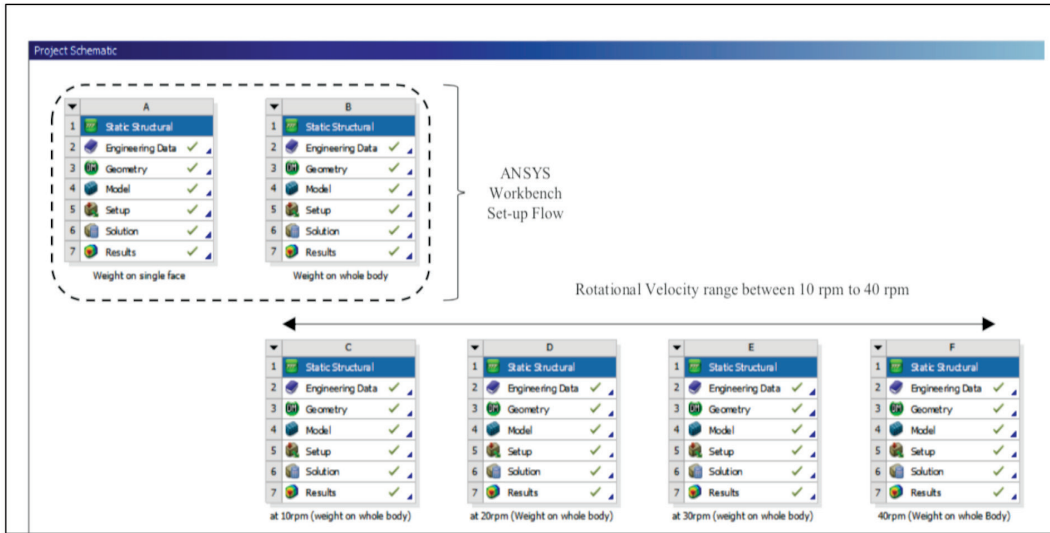 Project Schematic
A
1 Static Structural
2 Engineering Data
3 Geometry
4 Model
5 Setup
6 Solution
7 Results
Weight on single face
B
1 Static Structural
2 Engineering Data
3 Geometry
4 Model
5 Setup
6 Solution
7 Results
Weight on whole body
ANSYS
Workbench
Set-up Flow
Rotational Velocity range between 10 rpm to 40 rpm
C
1 Static Structural
2 Engineering Data
3 Geometry
4 Model
5 Setup
6 Solution
7 Results
at 10rpm (weight on whole body)
D
1 Static Structural
2 Engineering Data
3 Geometry
4 Model
5 Setup
6 Solution
7 Results
at 20rpm (Weight on whole body)
E
1 Static Structural
2 Engineering Data
3 Geometry
4 Model
5 Setup
6 Solution
7 Results
at 30rpm (weight on whole body)
F
1 Static Structural
2 Engineering Data
3 Geometry
4 Model
5 Setup
6 Solution
7 Results
40rpm (Weight on whole Body)